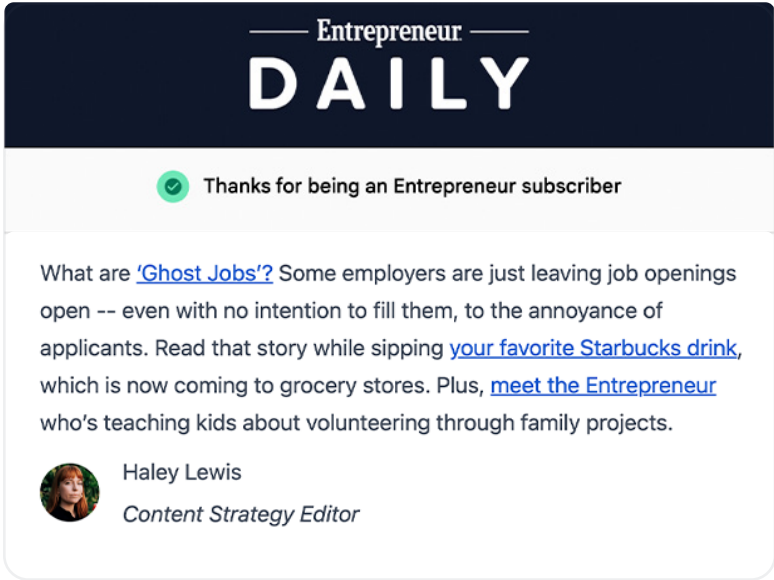 Entrepreneur
DAILY
Thanks for being an Entrepreneur subscriber
What are ‘Ghost Jobs’? Some employers are just leaving job openings
open -- even with no intention to fill them, to the annoyance of
applicants. Read that story while sipping your favorite Starbucks drink,
which is now coming to grocery stores. Plus, meet the Entrepreneur
who’s teaching kids about volunteering through family projects.
Haley Lewis
Content Strategy Editor